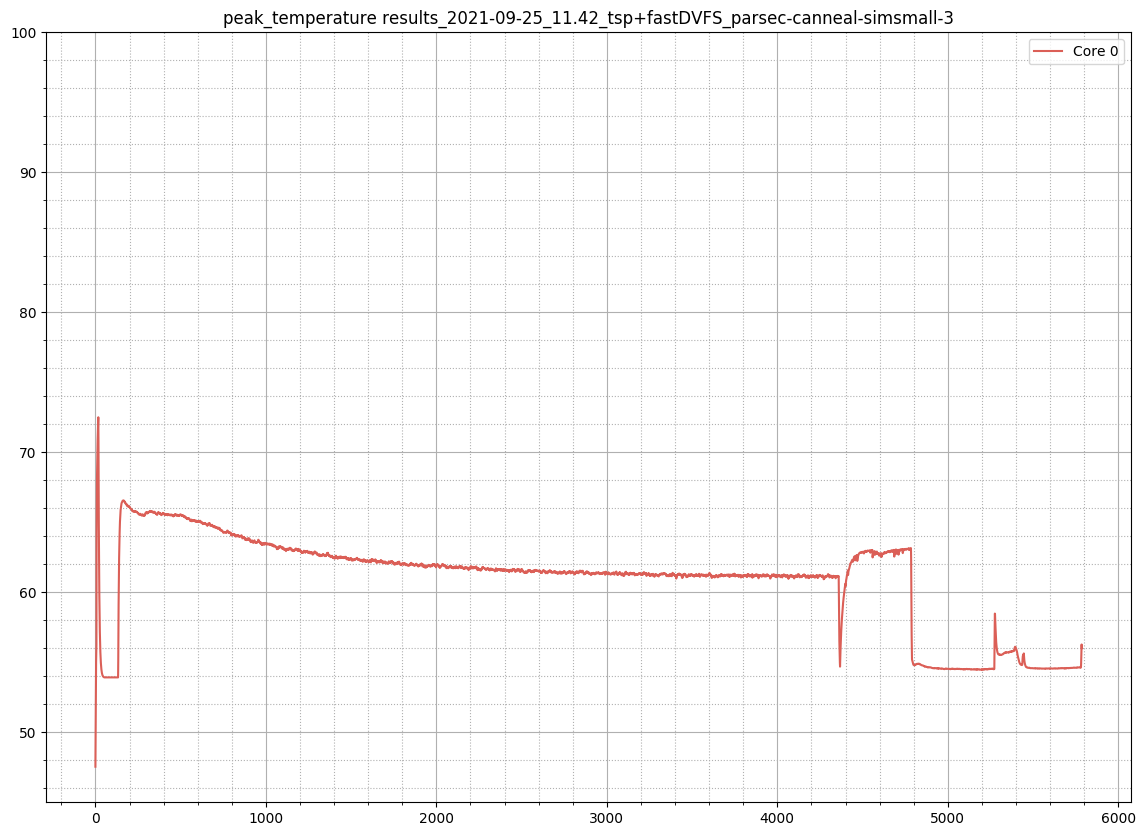 peak_temperature results_2021-09-25_11.42_tsp+fastDVFS_parsec-canneal-simsmall-3
Core 0
100
90
80
70
60
50
0 1000 2000 3000 4000 5000 6000